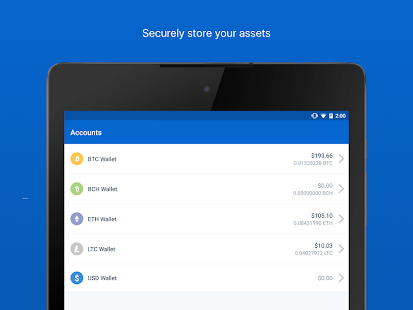 Securely store your assets
2:00
Accounts
BTC Wallet
$193.66
0.01320228 BTC
BCH Wallet
$0.00
0.00000000 BCH
ETH Wallet
$105.10
0.08431990 ETH
LTC Wallet
$10.03
0.04027972 LTC
USD Wallet
$0.00